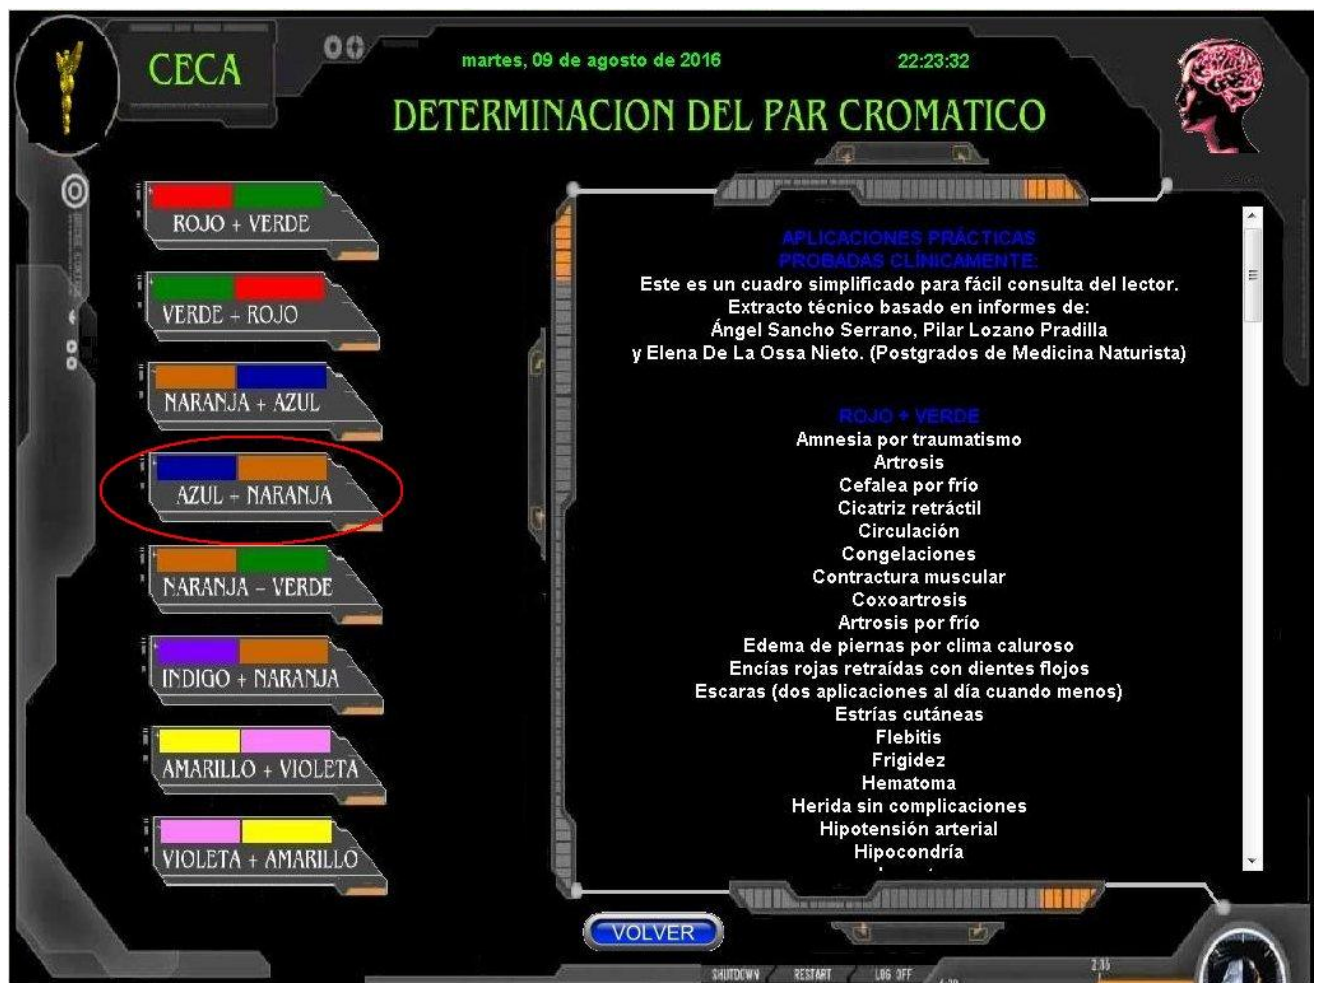 CECA
martes, 09 de agosto de 2016
22:23:32
DETERMINACION DEL PAR CROMATICO
ROJO + VERDE
VERDE + ROJO
NARANJA + AZUL
AZUL + NARANJA
NARANJA - VERDE
INDIGO + NARANJA
AMARILLO + VIOLETA
VIOLETA + AMARILLO
APLICACIONES PRÁCTICAS
PROBADAS CLÍNICAMENTE:
Este es un cuadro simplificado para fácil consulta del lector.
Extracto técnico basado en informes de:
Ángel Sancho Serrano, Pilar Lozano Pradilla
y Elena De La Ossa Nieto. (Postgrados de Medicina Naturista)
ROJO + VERDE
Amnesia por traumatismo
Artrosis
Cefalea por frío
Cicatriz retráctil
Circulación
Congelaciones
Contractura muscular
Coxoartrosis
Artrosis por frío
Edema de piernas por clima caluroso
Encías rojas retraídas con dientes flojos
Escaras (dos aplicaciones al día cuando menos)
Estrías cutáneas
Flebitis
Frigidez
Hematoma
Herida sin complicaciones
Hipotensión arterial
Hipocondría
VOLVER
SHUTDOWN RESTART LOG OFF